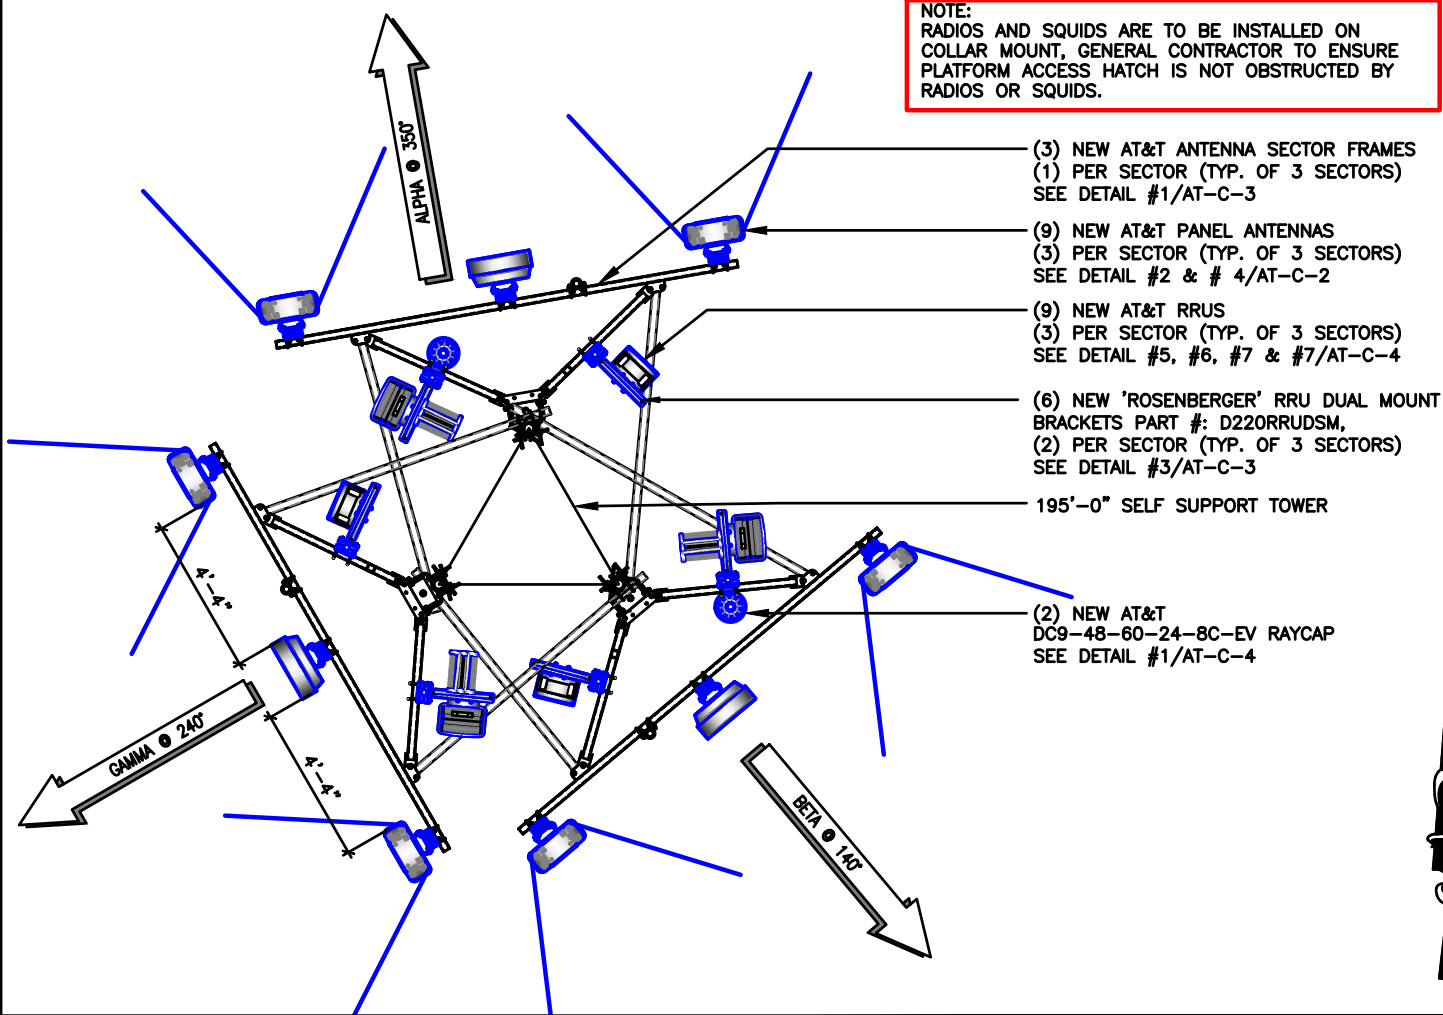 NOTE:
RADIOS AND SQUIDS ARE TO BE INSTALLED ON
COLLAR MOUNT, GENERAL CONTRACTOR TO ENSURE
PLATFORM ACCESS HATCH IS NOT OBSTRUCTED BY
RADIOS OR SQUIDS.
(3) NEW AT&T ANTENNA SECTOR FRAMES
(1) PER SECTOR (TYP. OF 3 SECTORS)
SEE DETAIL #1/AT-C-3
(9) NEW AT&T PANEL ANTENNAS
(3) PER SECTOR (TYP. OF 3 SECTORS)
SEE DETAIL #2 & # 4/AT-C-2
(9) NEW AT&T RRUS
(3) PER SECTOR (TYP. OF 3 SECTORS)
SEE DETAIL #5, #6, #7 & #7/AT-C-4
(6) NEW 'ROSENBERGER' RRU DUAL MOUNT
BRACKETS PART #: D220RRUDSM,
(2) PER SECTOR (TYP. OF 3 SECTORS)
SEE DETAIL #3/AT-C-3
195'-0" SELF SUPPORT TOWER
(2) NEW AT&T
DC9-48-60-24-8C-EV RAYCAP
SEE DETAIL #1/AT-C-4
ALPHA @ 350°
4'-4"
GAMMA @ 240°
4'-4"
BETA @ 140°